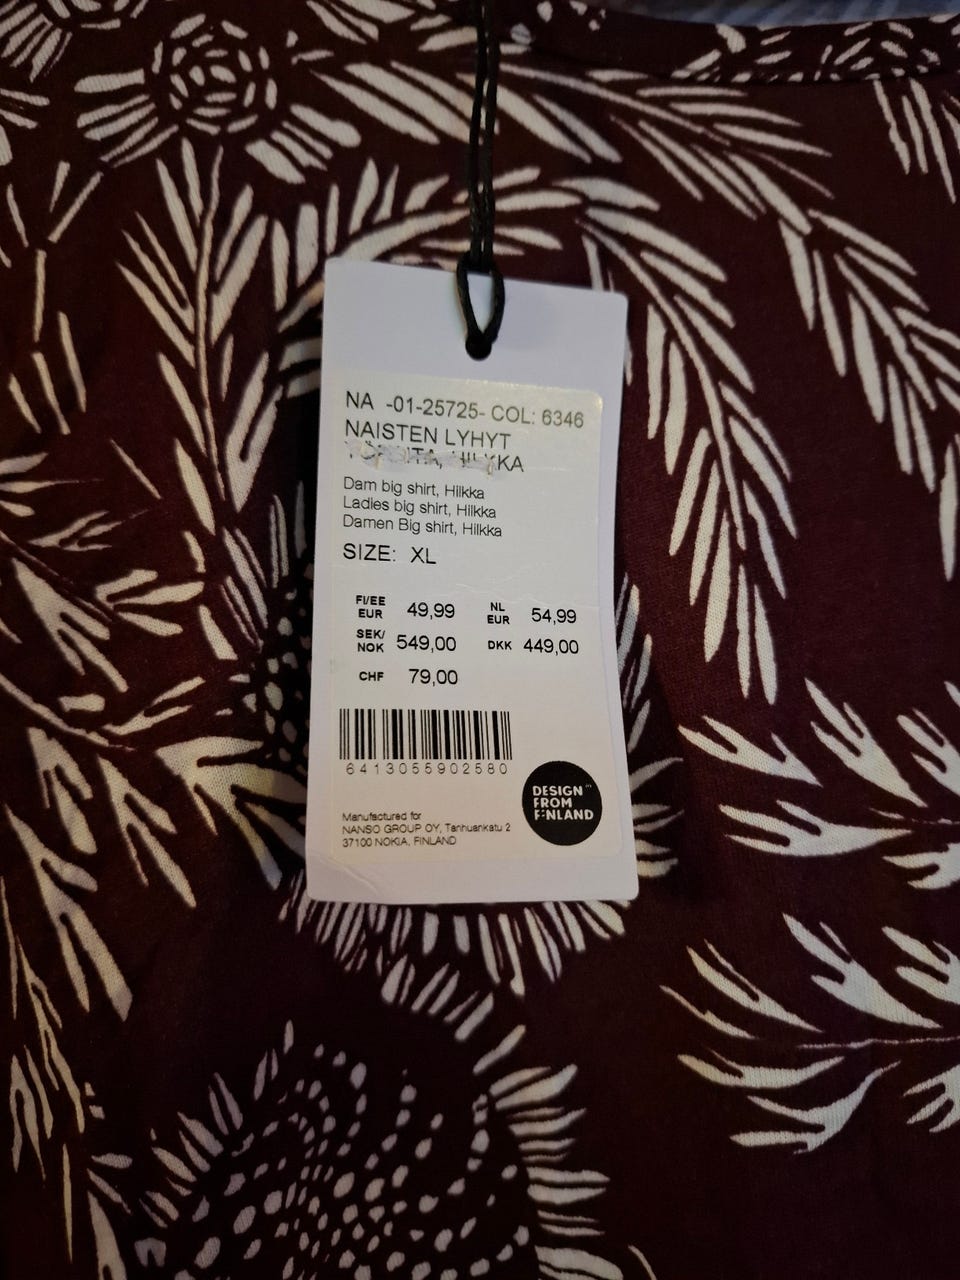 NA -01-25725- COL: 6346
NAISTEN LYHYT
Dam big shirt, Hilkka
Ladies big shirt, Hilkka
Damen Big shirt, Hilkka
SIZE: XL
FI/EE EUR 49,99 NL EUR 54,99
SEK/NOK 549,00 DKK 449,00
CHF 79,00
6413055902580
DESIGN
FROM
FINLAND
Manufactured for
NANSO GROUP OY, Tanhuankatu 2
37100 NOKIA, FINLAND